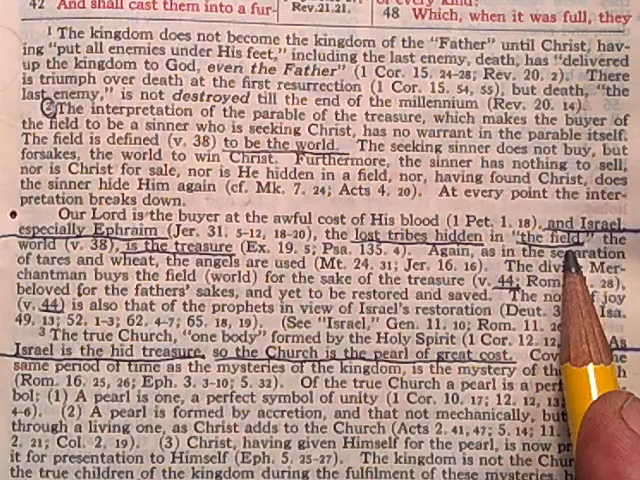 42 And shall cast them into a fur-
Rev.21.21.
of every kind:
48 Which, when it was full, they
1 The kingdom does not become the kingdom of the "Father" until Christ, hav-
ing "put all enemies under His feet," including the last enemy, death, has "delivered
up the kingdom to God, even the Father" (1 Cor. 15. 24-28; Rev. 20. 2). There
is triumph over death at the first resurrection (1 Cor. 15. 54, 55), but death, "the
last enemy," is not destroyed till the end of the millennium (Rev. 20. 14).
2 The interpretation of the parable of the treasure, which makes the buyer of
the field to be a sinner who is seeking Christ, has no warrant in the parable itself.
The field is defined (v. 38) to be the world. The seeking sinner does not buy, but
forsakes, the world to win Christ. Furthermore, the sinner has nothing to sell,
nor is Christ for sale, nor is He hidden in a field, nor, having found Christ, does
the sinner hide Him again (cf. Mk. 7. 24; Acts 4. 20). At every point the inter-
pretation breaks down.
Our Lord is the buyer at the awful cost of His blood (1 Pet. 1. 18), and Israel,
especially Ephraim (Jer. 31. 5-12, 18-20), the lost tribes hidden in "the field," the
world (v. 38), is the treasure (Ex. 19. 5; Psa. 135. 4). Again, as in the separation
of tares and wheat, the angels are used (Mt. 24. 31; Jer. 16. 16). The Mer-
chantman buys the field (world) for the sake of the treasure (v. 44; Rom. 28),
beloved for the fathers' sakes, and yet to be restored and saved. The joy
(v. 44) is also that of the prophets in view of Israel's restoration (Deut. Isa.
49. 13; 52. 1-3; 62. 4-7; 65. 18, 19). (See "Israel," Gen. 11. 10; Rom. 11.
3 The true Church, "one body" formed by the Holy Spirit (1 Cor. 12. As
Israel is the hid treasure, so the Church is the pearl of great cost.
same period of time as the mysteries of the kingdom, is the mystery of
(Rom. 16. 25, 26; Eph. 3. 3-10; 5. 32). Of the true Church a pearl is a
bol: (1) A pearl is one, a perfect symbol of unity (1 Cor. 10. 17; 12. 12,
4-6). (2) A pearl is formed by accretion, and that not mechanically, but
through a living one, as Christ adds to the Church (Acts 2. 41, 47; 5. 14; 11.
2. 21; Col. 2. 19). (3) Christ, having given Himself for the pearl, is now
it for presentation to Himself (Eph. 5. 25-27). The kingdom is not the
the true children of the kingdom during the fulfilment of these mysteries,